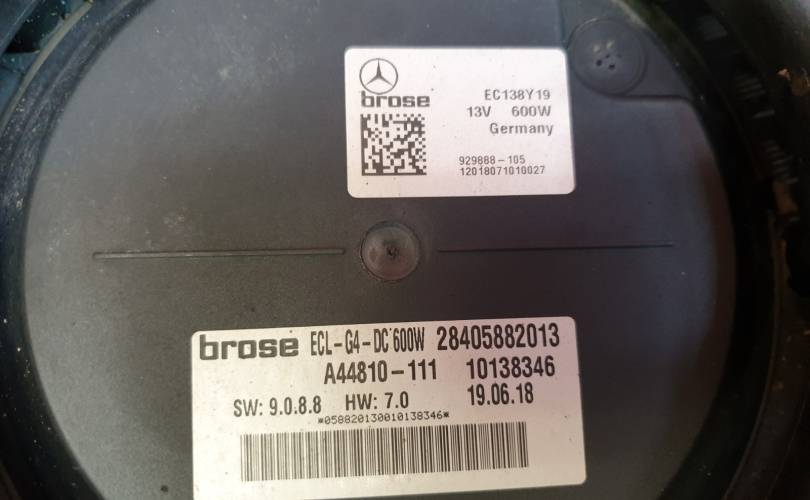 brose EC138Y19
13V 600W
Germany
929888-105
12018071010027
brose ECL-G4-DC 600W 28405882013
A44810-111 10138346
SW: 9.0.8.8 HW: 7.0 19.06.18
*058820130010138346*